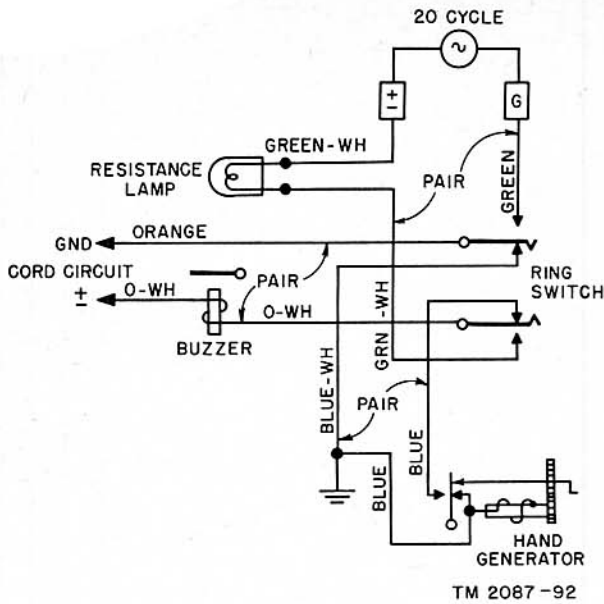 20 CYCLE
±
G
GREEN-WH
RESISTANCE
LAMP
PAIR
GREEN
GND
ORANGE
CORD CIRCUIT
±
O-WH
PAIR
O-WH
BUZZER
GRN -WH
RING
SWITCH
BLUE-WH
PAIR
BLUE
BLUE
HAND
GENERATOR
TM 2087-92